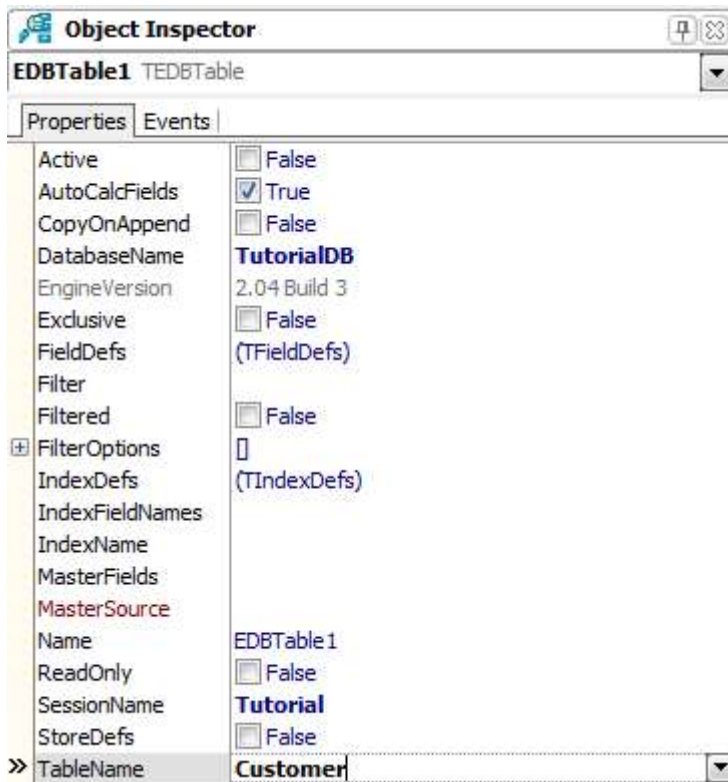 Object Inspector
EDBTable1 TEDBTable
Properties Events
Active False
AutoCalcFields True
CopyOnAppend False
DatabaseName TutorialDB
EngineVersion 2.04 Build 3
Exclusive False
FieldDefs (TFieldDefs)
Filter
Filtered False
FilterOptions []
IndexDefs (TIndexDefs)
IndexFieldNames
IndexName
MasterFields
MasterSource
Name EDBTable1
ReadOnly False
SessionName Tutorial
StoreDefs False
» TableName Customer